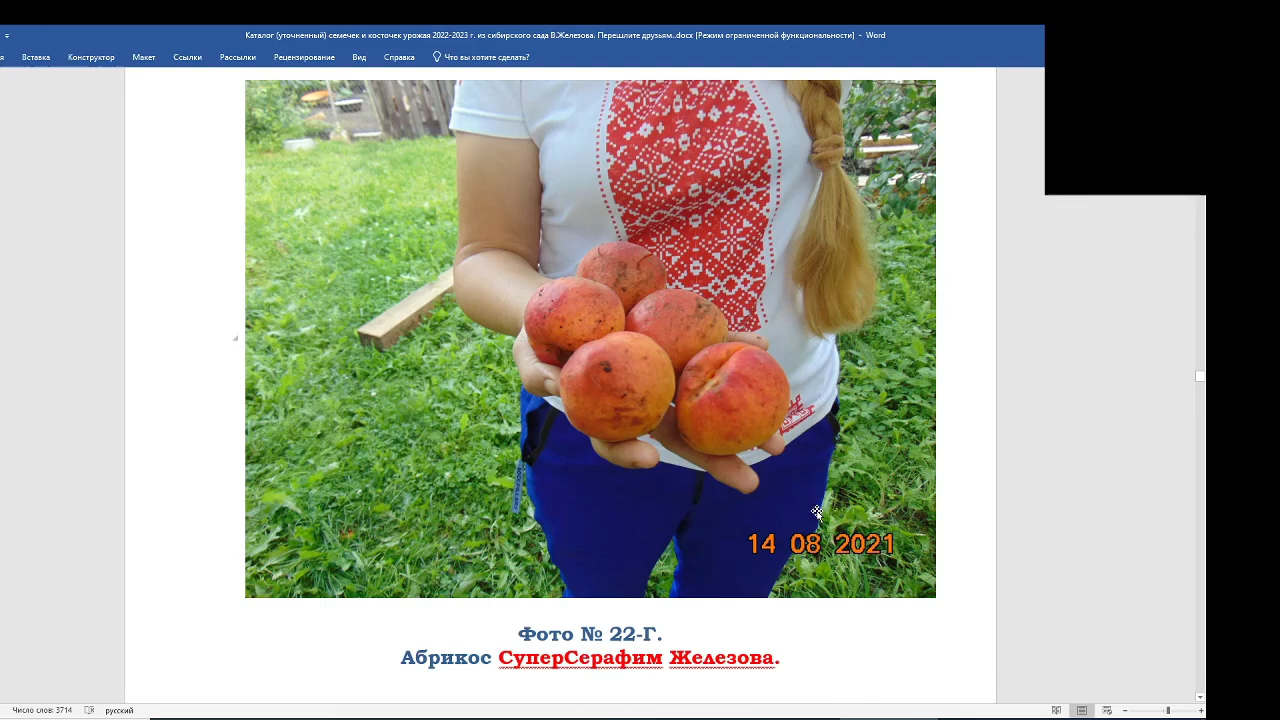 Каталог (уточненный) семечек и косточек урожая 2022-2023 г. из сибирского сада В.Железова. Перешлите друзьям..docx [Режим ограниченной функциональности] - Word
я Вставка Конструктор Макет Ссылки Рассылки Рецензирование Вид Справка Что вы хотите сделать?
14 08 2021
Фото № 22-Г.
Абрикос СуперСерафим Железова.
Число слов: 3714 русский